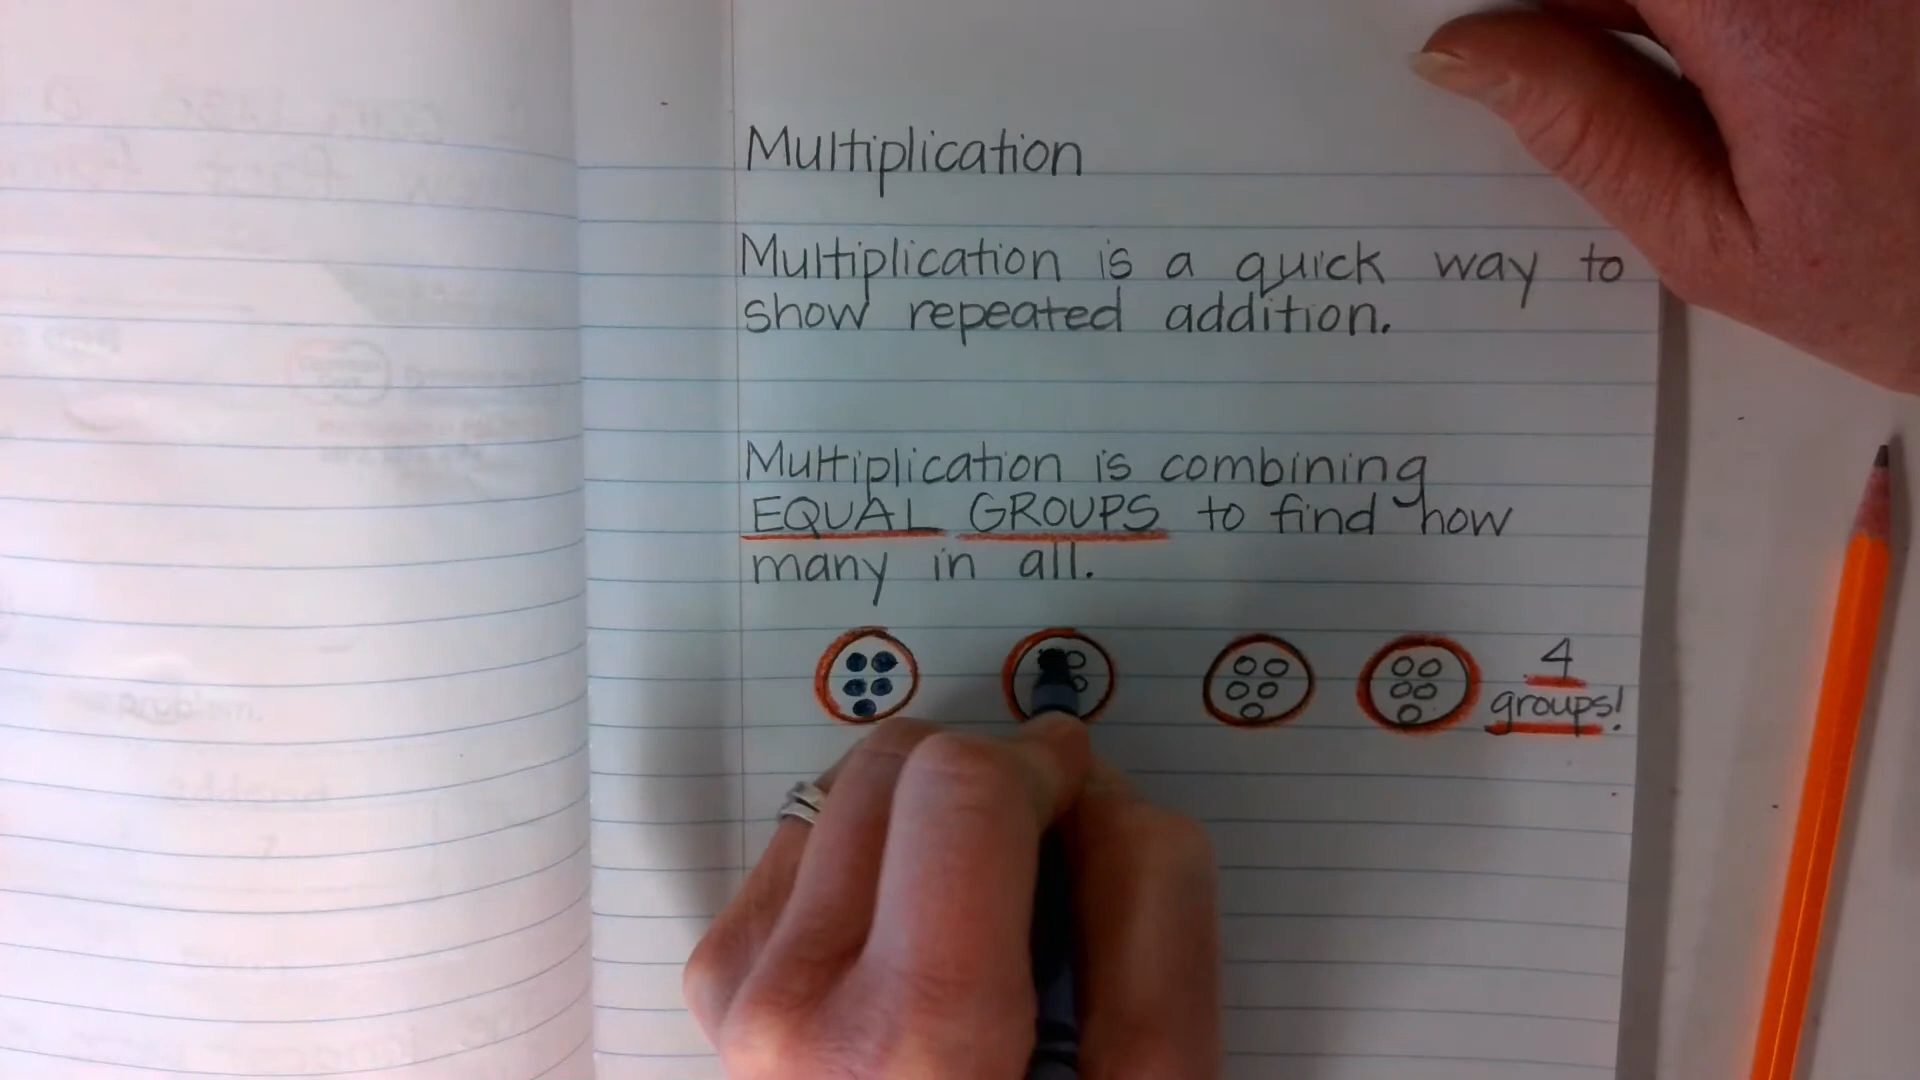 Multiplication
Multiplication is a quick way to
show repeated addition.
Multiplication is combining
EQUAL GROUPS to find how
many in all.
4
groups!
problem.